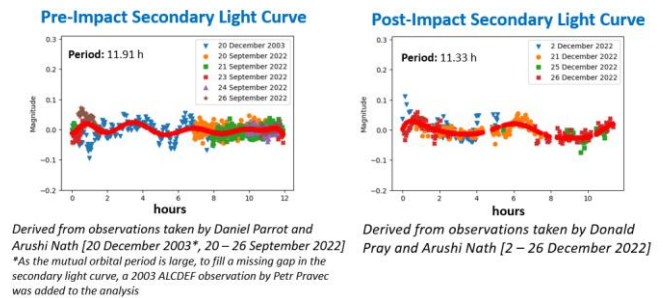 Pre-Impact Secondary Light Curve
Period: 11.91 h
20 December 2003
20 September 2022
21 September 2022
23 September 2022
24 September 2022
26 September 2022
0.3
0.2
0.1
0.0
−0.1
−0.2
Magnitude
0 2 4 6 8 10 12
hours
Derived from observations taken by Daniel Parrot and
Arushi Nath [20 December 2003*, 20 – 26 September 2022]
*As the mutual orbital period is large, to fill a missing gap in the
secondary light curve, a 2003 ALCDEF observation by Petr Pravec
was added to the analysis
Post-Impact Secondary Light Curve
Period: 11.33 h
2 December 2022
21 December 2022
25 December 2022
26 December 2022
0.3
0.2
0.1
0.0
−0.1
−0.2
Magnitude
0 2 4 6 8 10
hours
Derived from observations taken by Donald
Pray and Arushi Nath [2 – 26 December 2022]